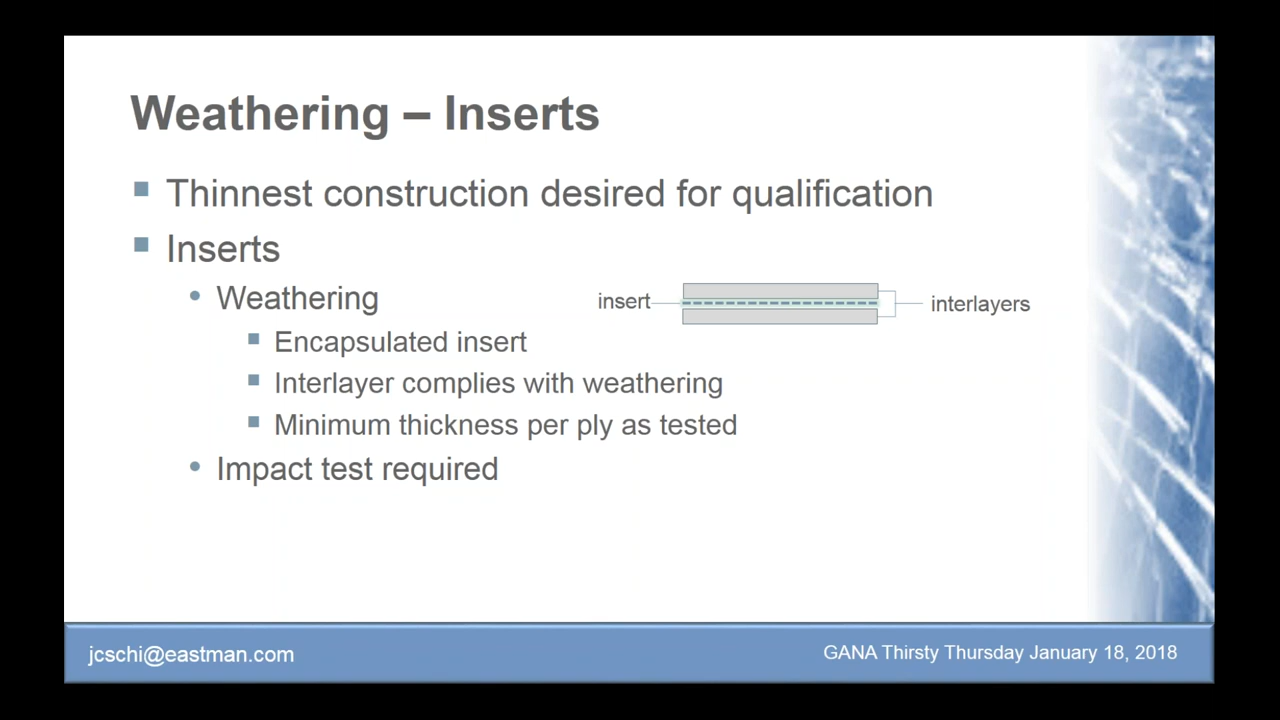 Weathering – Inserts
Thinnest construction desired for qualification
Inserts
Weathering
insert
interlayers
Encapsulated insert
Interlayer complies with weathering
Minimum thickness per ply as tested
Impact test required
jcschi@eastman.com
GANA Thirsty Thursday January 18, 2018